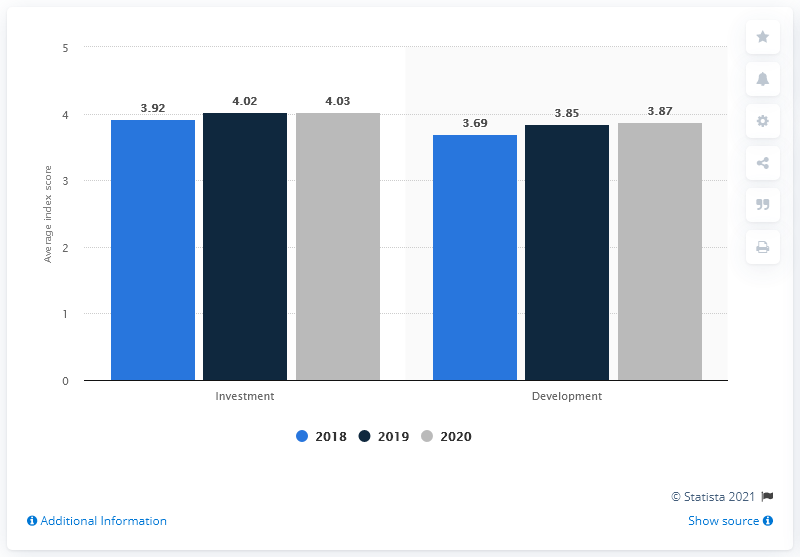 5
4
3
2
1
0
Average index score
3.92
4.02
4.03
3.69
3.85
3.87
Investment
Development
2018
2019
2020
© Statista 2021
Additional Information
Show source